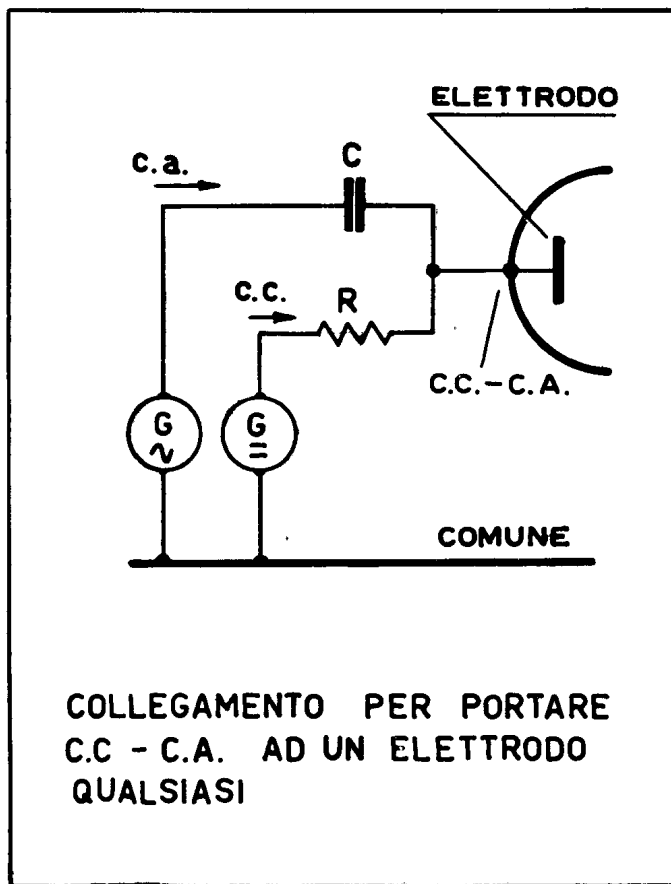 ELETTRODO
c.a.
C
c.c.
R
C.C.-C.A.
G
G
COMUNE
COLLEGAMENTO PER PORTARE
C.C - C.A. AD UN ELETTRODO
QUALSIASI